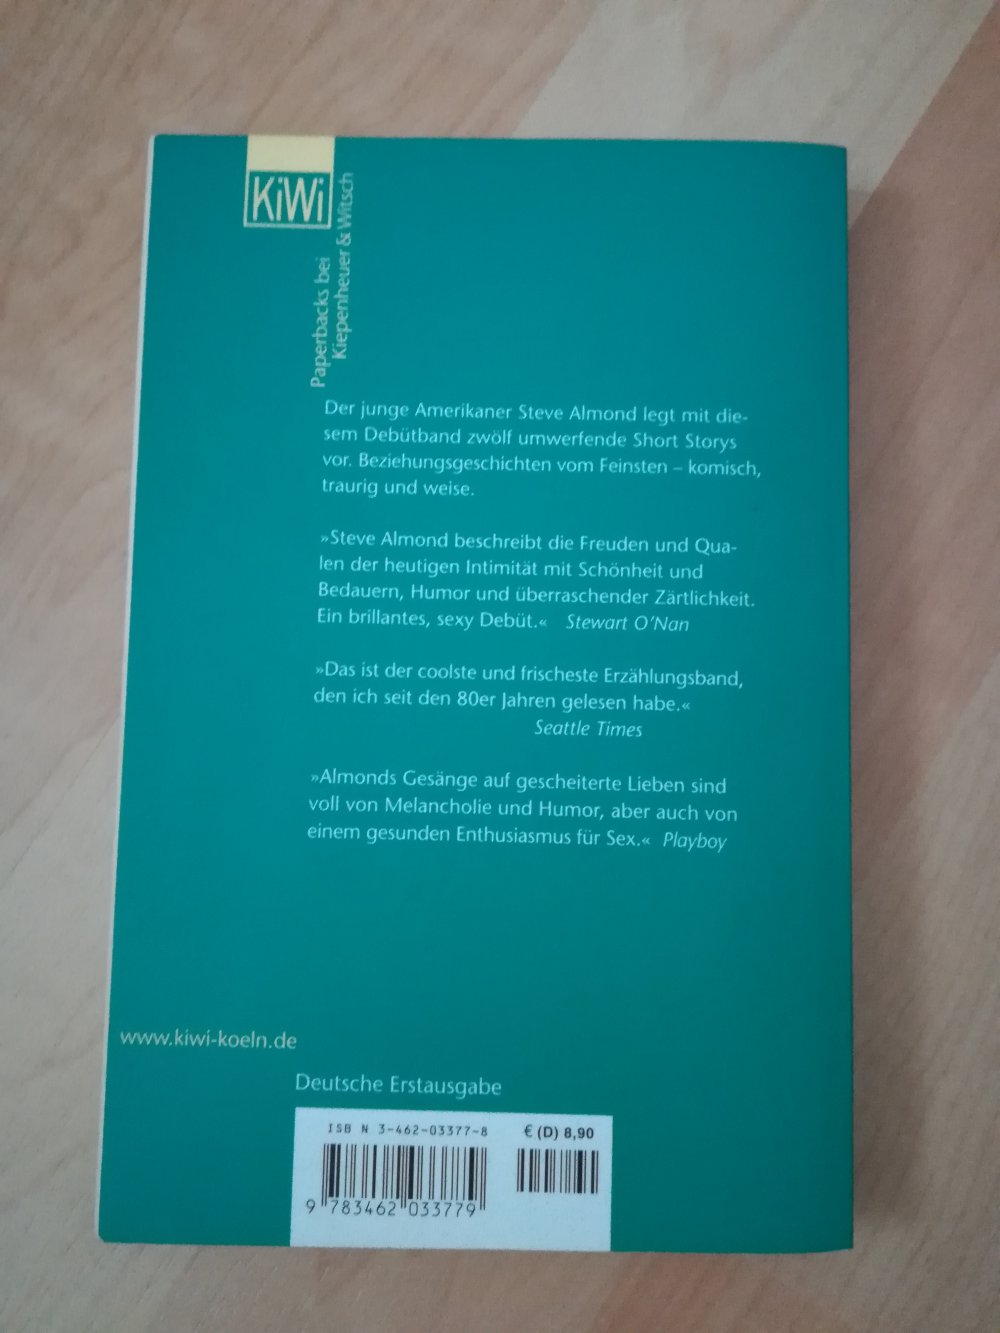 KiWi
Paperbacks bei
Kiepenheuer & Witsch
Der junge Amerikaner Steve Almond legt mit die-
sem Debütband zwölf umwerfende Short Storys
vor. Beziehungsgeschichten vom Feinsten – komisch,
traurig und weise.
»Steve Almond beschreibt die Freuden und Qua-
len der heutigen Intimität mit Schönheit und
Bedauern, Humor und überraschender Zärtlichkeit.
Ein brillantes, sexy Debüt.« Stewart O'Nan
»Das ist der coolste und frischeste Erzählungsband,
den ich seit den 80er Jahren gelesen habe.«
Seattle Times
»Almonds Gesänge auf gescheiterte Lieben sind
voll von Melancholie und Humor, aber auch von
einem gesunden Enthusiasmus für Sex.« Playboy
www.kiwi-koeln.de
Deutsche Erstausgabe
ISBN 3-462-03377-8 € (D) 8,90
9 783462 033779